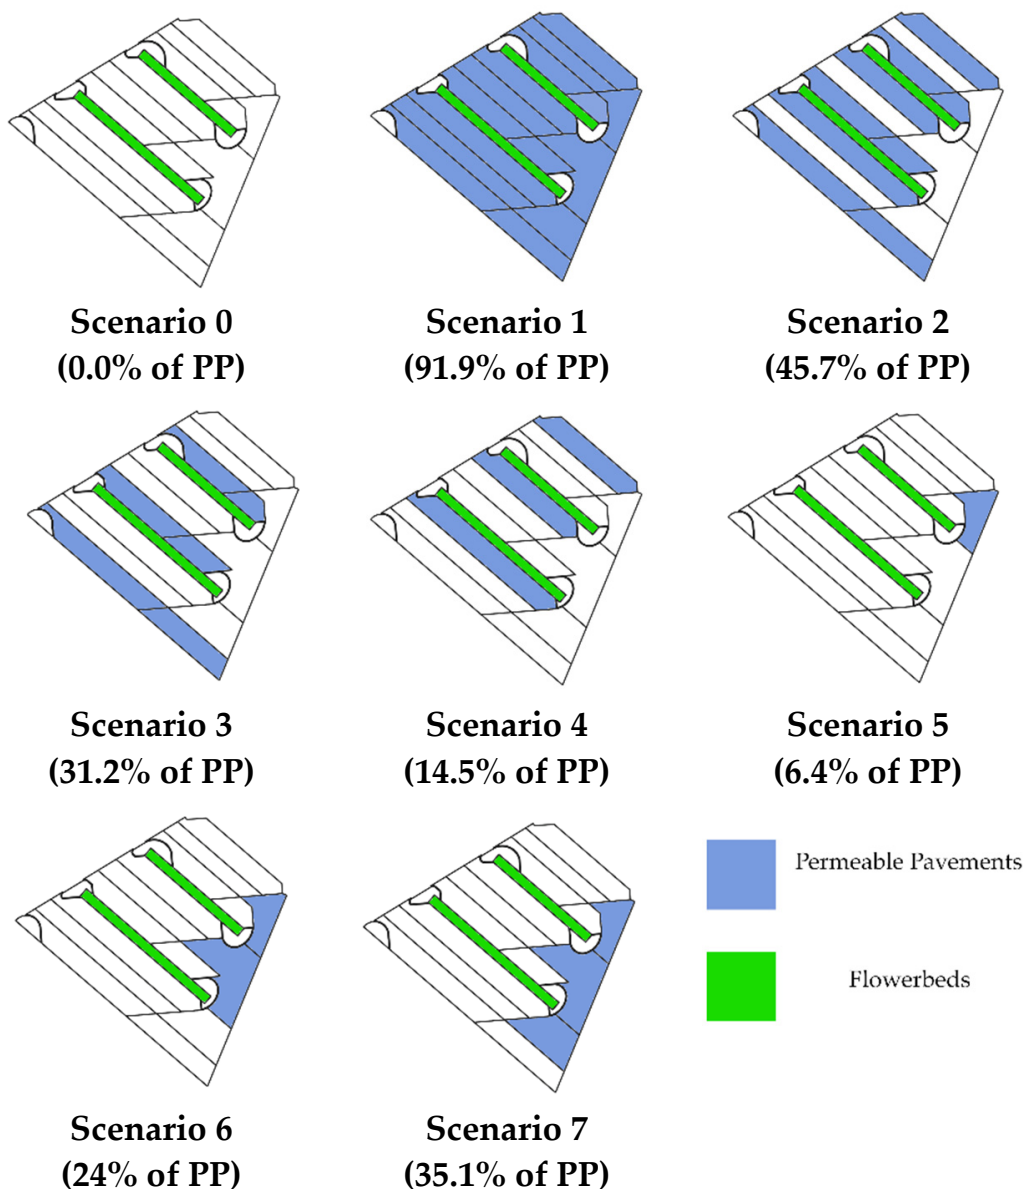 Scenario 0
(0.0% of PP)
Scenario 1
(91.9% of PP)
Scenario 2
(45.7% of PP)
Scenario 3
(31.2% of PP)
Scenario 4
(14.5% of PP)
Scenario 5
(6.4% of PP)
Scenario 6
(24% of PP)
Scenario 7
(35.1% of PP)
Permeable Pavements
Flowerbeds